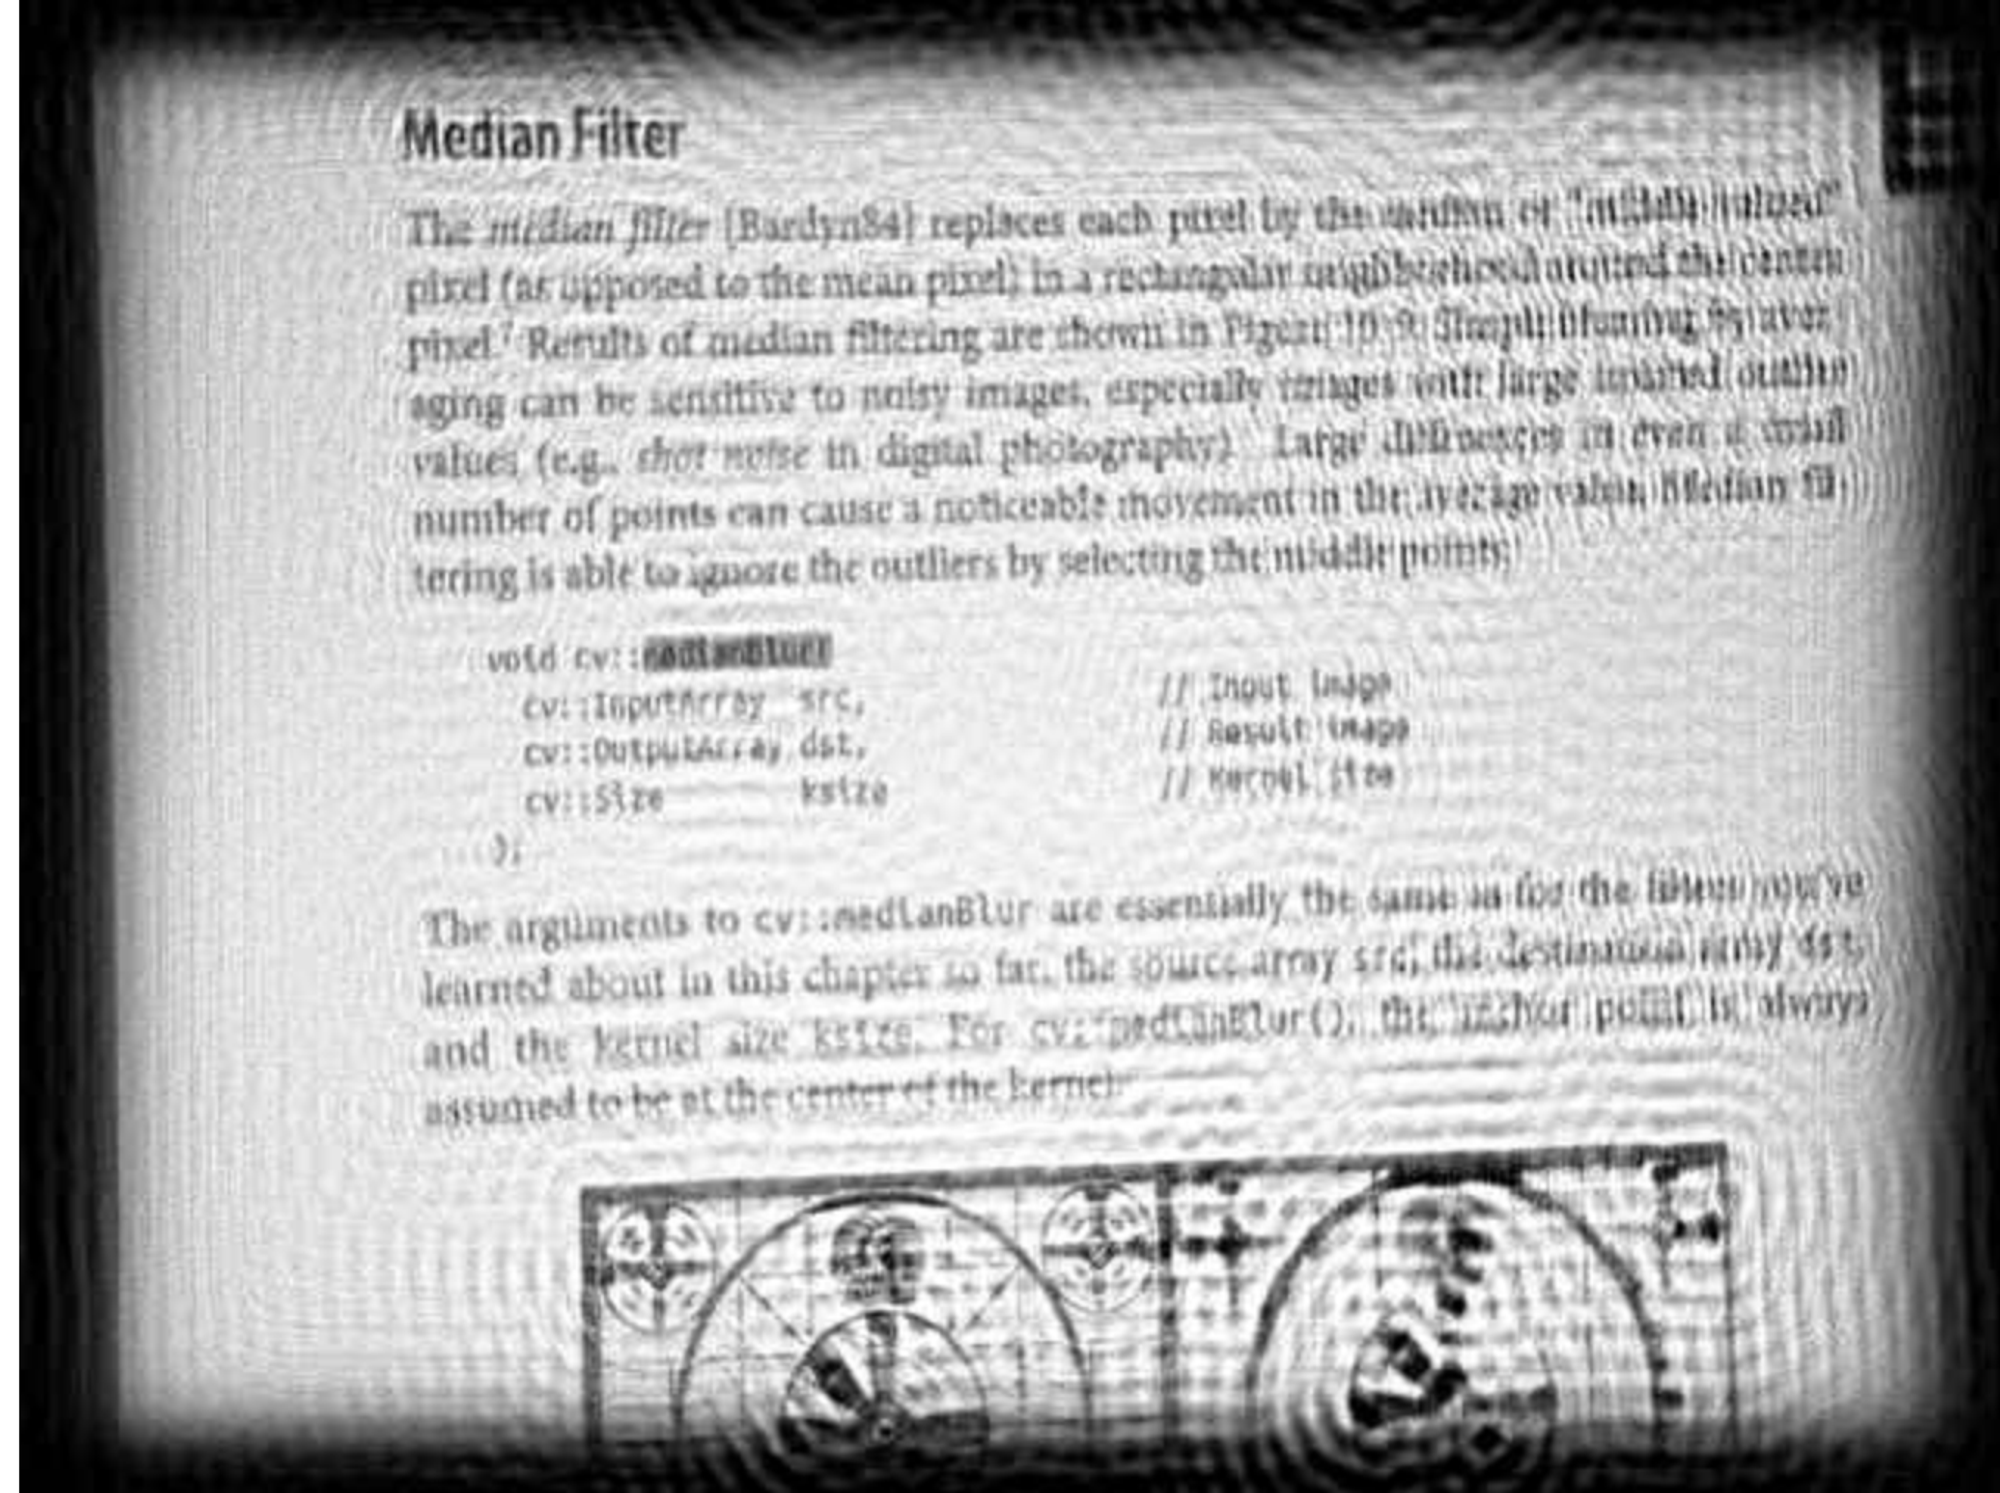 Median Filter
The median filter [Bardyn84] replaces each pixel by the median or "middle-valued"
pixel (as opposed to the mean pixel) in a rectangular neighborhood around the center
pixel.7 Results of median filtering are shown in Figure 10-9. Simple blurring by aver‐
aging can be sensitive to noisy images, especially images with large isolated outlier
values (e.g., shot noise in digital photography). Large differences in even a small
number of points can cause a noticeable movement in the average value. Median fil‐
tering is able to ignore the outliers by selecting the middle points.
void cv::medianBlur(
cv::InputArray src, // Input image
cv::OutputArray dst, // Result image
cv::Size ksize // Kernel size
);
The arguments to cv::medianBlur are essentially the same as for the filters you've
learned about in this chapter so far: the source array src, the destination array dst,
and the kernel size ksize. For cv::medianBlur(), the anchor point is always
assumed to be at the center of the kernel.